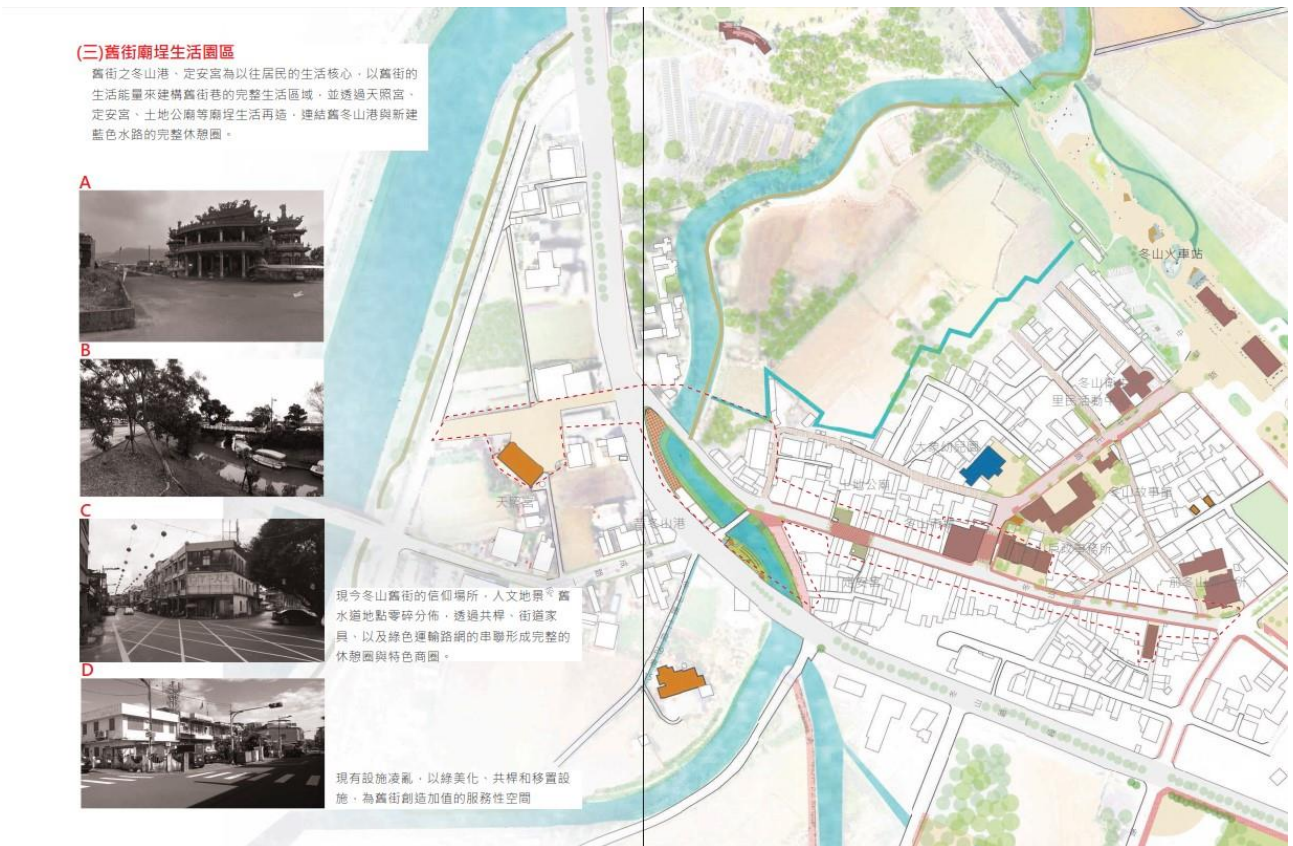 (三)舊街廟埕生活園區
舊街之冬山港、定安宮為以往居民的生活核心，以舊街的
生活能量來建構舊街巷的完整生活區域，並透過天照宮、
定安宮、土地公廟等廟埕生活再造，連結舊冬山港與新建
藍色水路的完整休憩圈。
A
B
C
D
現今冬山舊街的信仰場所，人文地景、舊
水道地點零碎分佈，透過共桿、街道家
具、以及綠色運輸路網的串聯形成完整的
休憩圈與特色商圈。
現有設施凌亂，以綠美化、共桿和移置設
施，為舊街創造加值的服務性空間
冬山火車站
里民活動中
大象幼兒園
土地公廟
冬山故事館
天照宮
舊冬山港